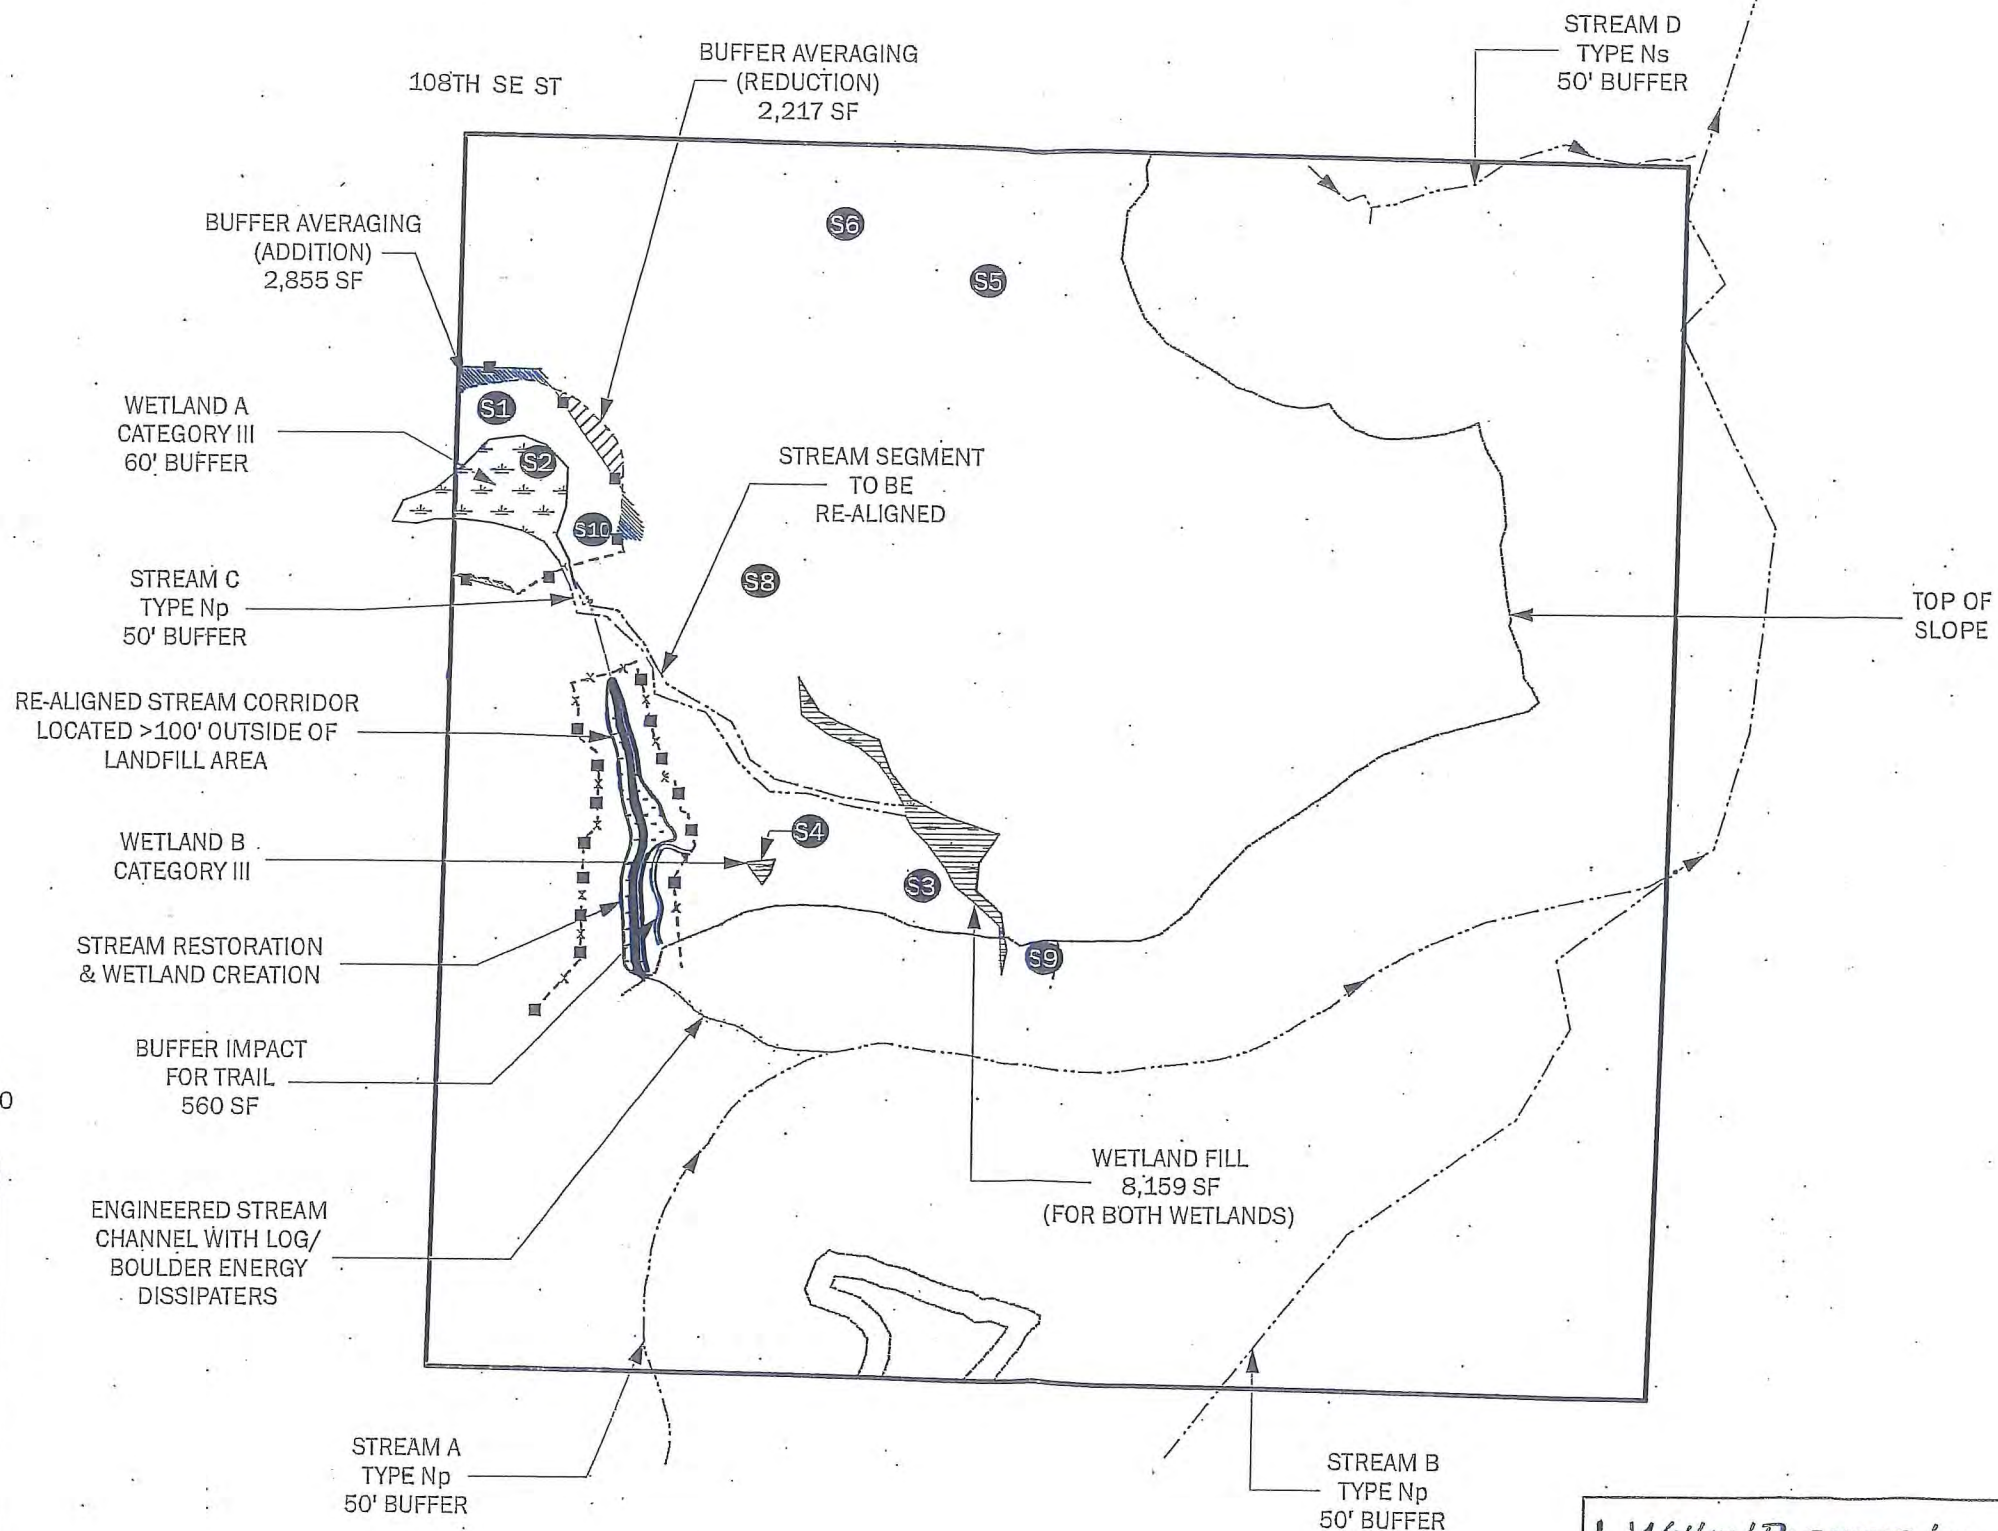 STREAM D
TYPE Ns
50' BUFFER
BUFFER AVERAGING
(REDUCTION)
2,217 SF
108TH SE ST
BUFFER AVERAGING
(ADDITION)
2,855 SF
S6
S5
WETLAND A
CATEGORY III
60' BUFFER
S1
S2
S10
STREAM SEGMENT
TO BE
RE-ALIGNED
S8
STREAM C
TYPE Np
50' BUFFER
TOP OF
SLOPE
RE-ALIGNED STREAM CORRIDOR
LOCATED >100' OUTSIDE OF
LANDFILL AREA
WETLAND B
CATEGORY III
S4
S3
S9
STREAM RESTORATION
& WETLAND CREATION
BUFFER IMPACT
FOR TRAIL
560 SF
0
WETLAND FILL
8,159 SF
(FOR BOTH WETLANDS)
ENGINEERED STREAM
CHANNEL WITH LOG/
BOULDER ENERGY
DISSIPATERS
STREAM A
TYPE Np
50' BUFFER
STREAM B
TYPE Np
50' BUFFER